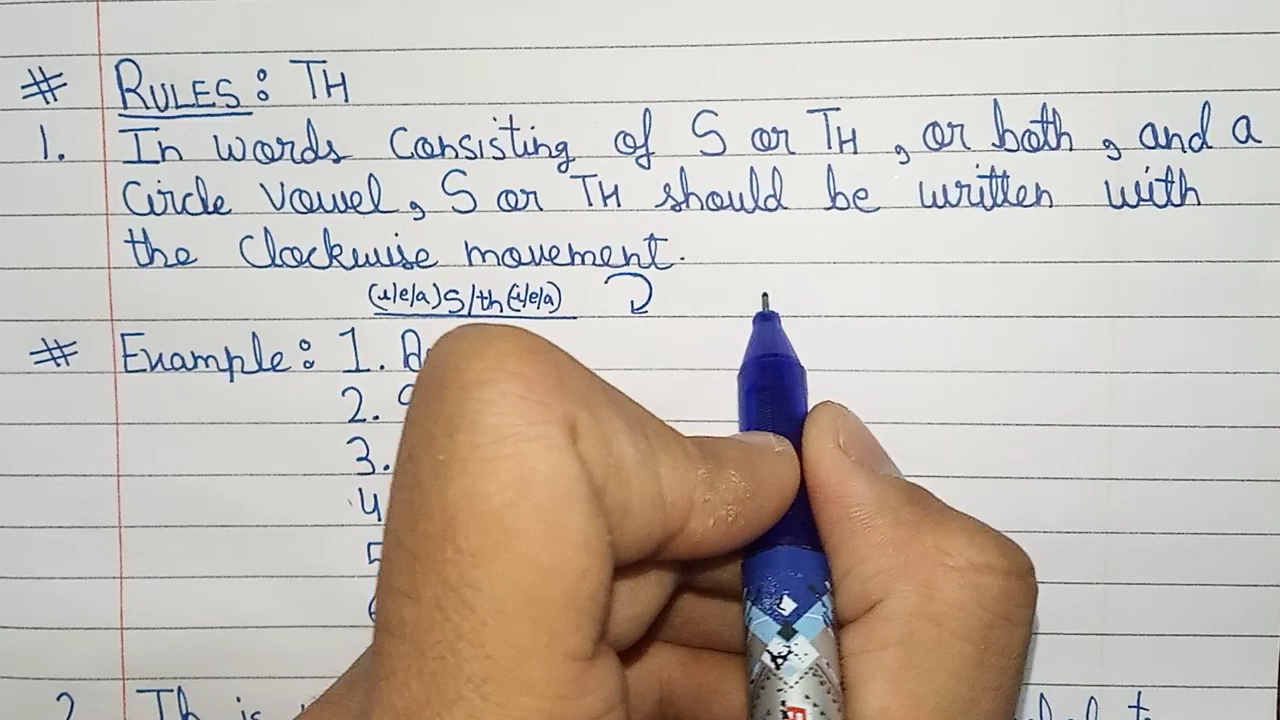 # RULES: TH
1. In words consisting of S or TH, or both, and a
circle vowel, S or TH should be written with
the clockwise movement.
(i/e/a)S/th(i/e/a)
# Example: 1.
2.
3.
4
2. Th is